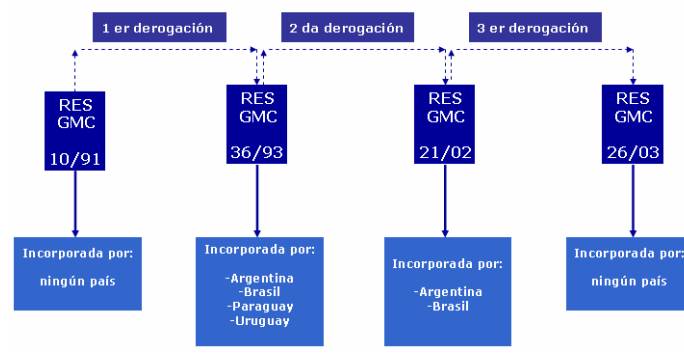 1 er derogación
2 da derogación
3 er derogación
RES
GMC
10/91
RES
GMC
36/93
RES
GMC
21/02
RES
GMC
26/03
Incorporada por:
ningún país
Incorporada por:
-Argentina
-Brasil
-Paraguay
-Uruguay
Incorporada por:
-Argentina
-Brasil
Incorporada por:
ningún país